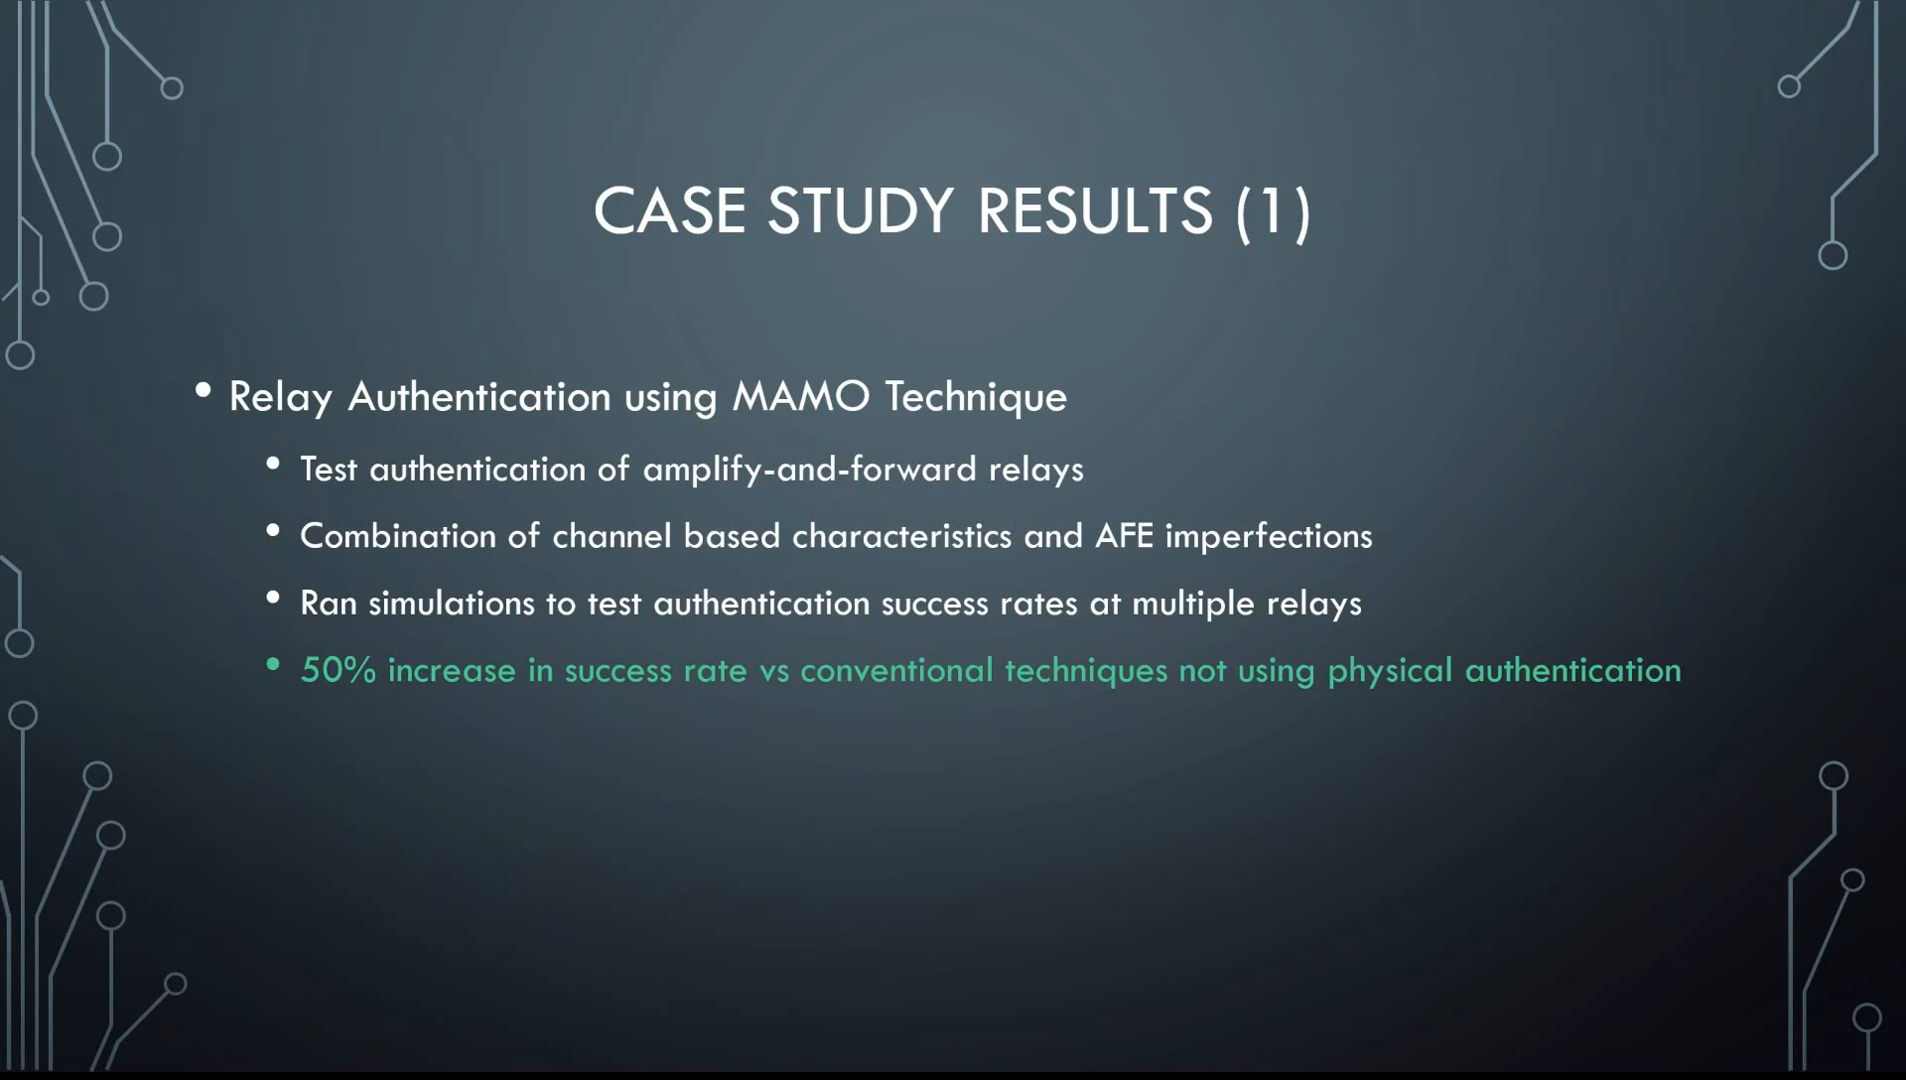 CASE STUDY RESULTS (1)
• Relay Authentication using MAMO Technique
• Test authentication of amplify-and-forward relays
• Combination of channel based characteristics and AFE imperfections
• Ran simulations to test authentication success rates at multiple relays
• 50% increase in success rate vs conventional techniques not using physical authentication